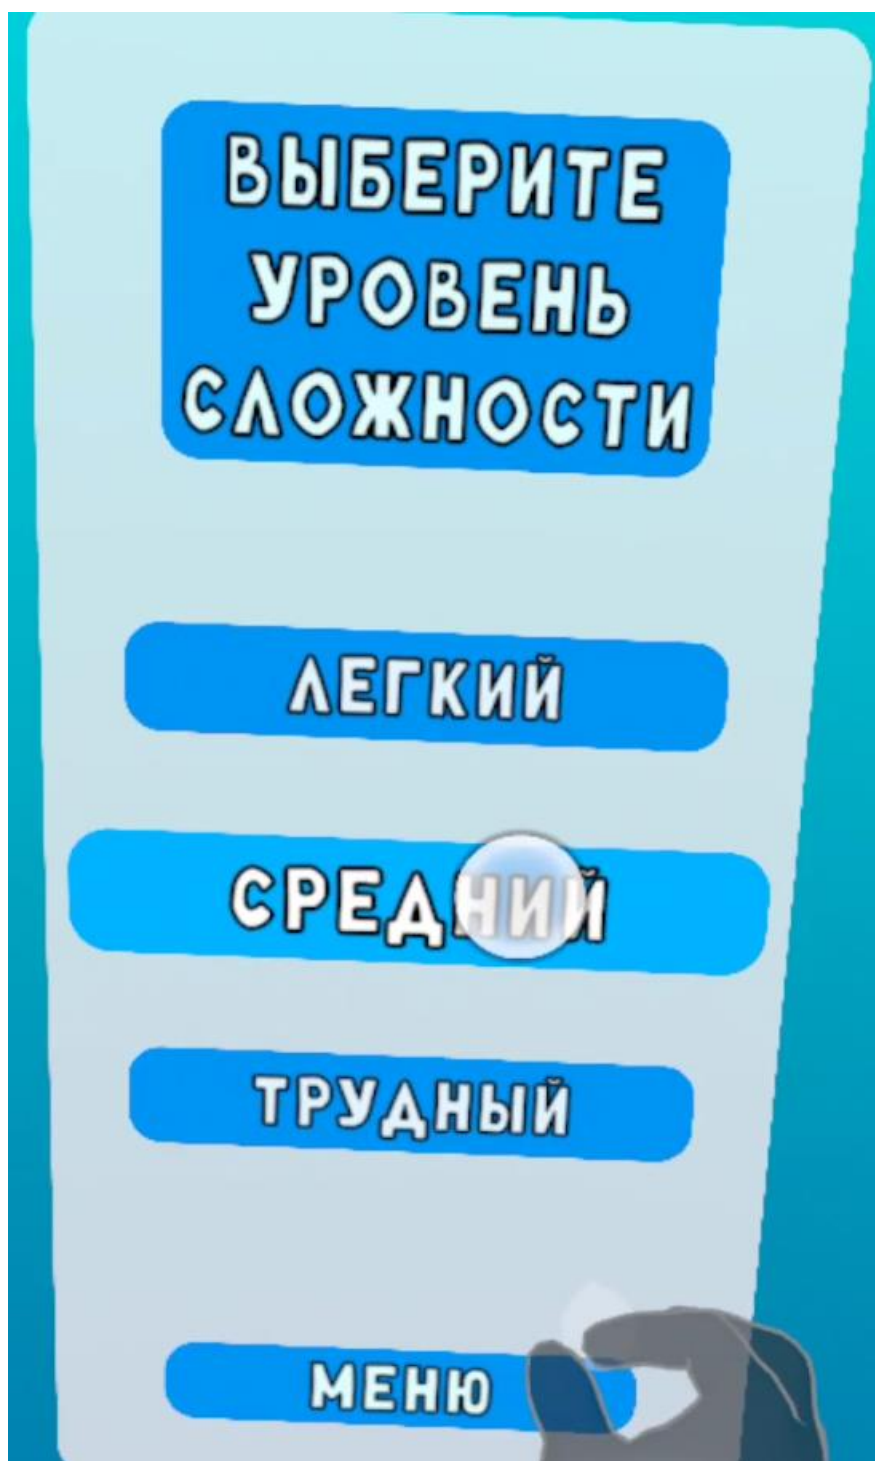 ВЫБЕРИТЕ
УРОВЕНЬ
СЛОЖНОСТИ
ЛЕГКИЙ
СРЕДНИЙ
ТРУДНЫЙ
МЕНЮ